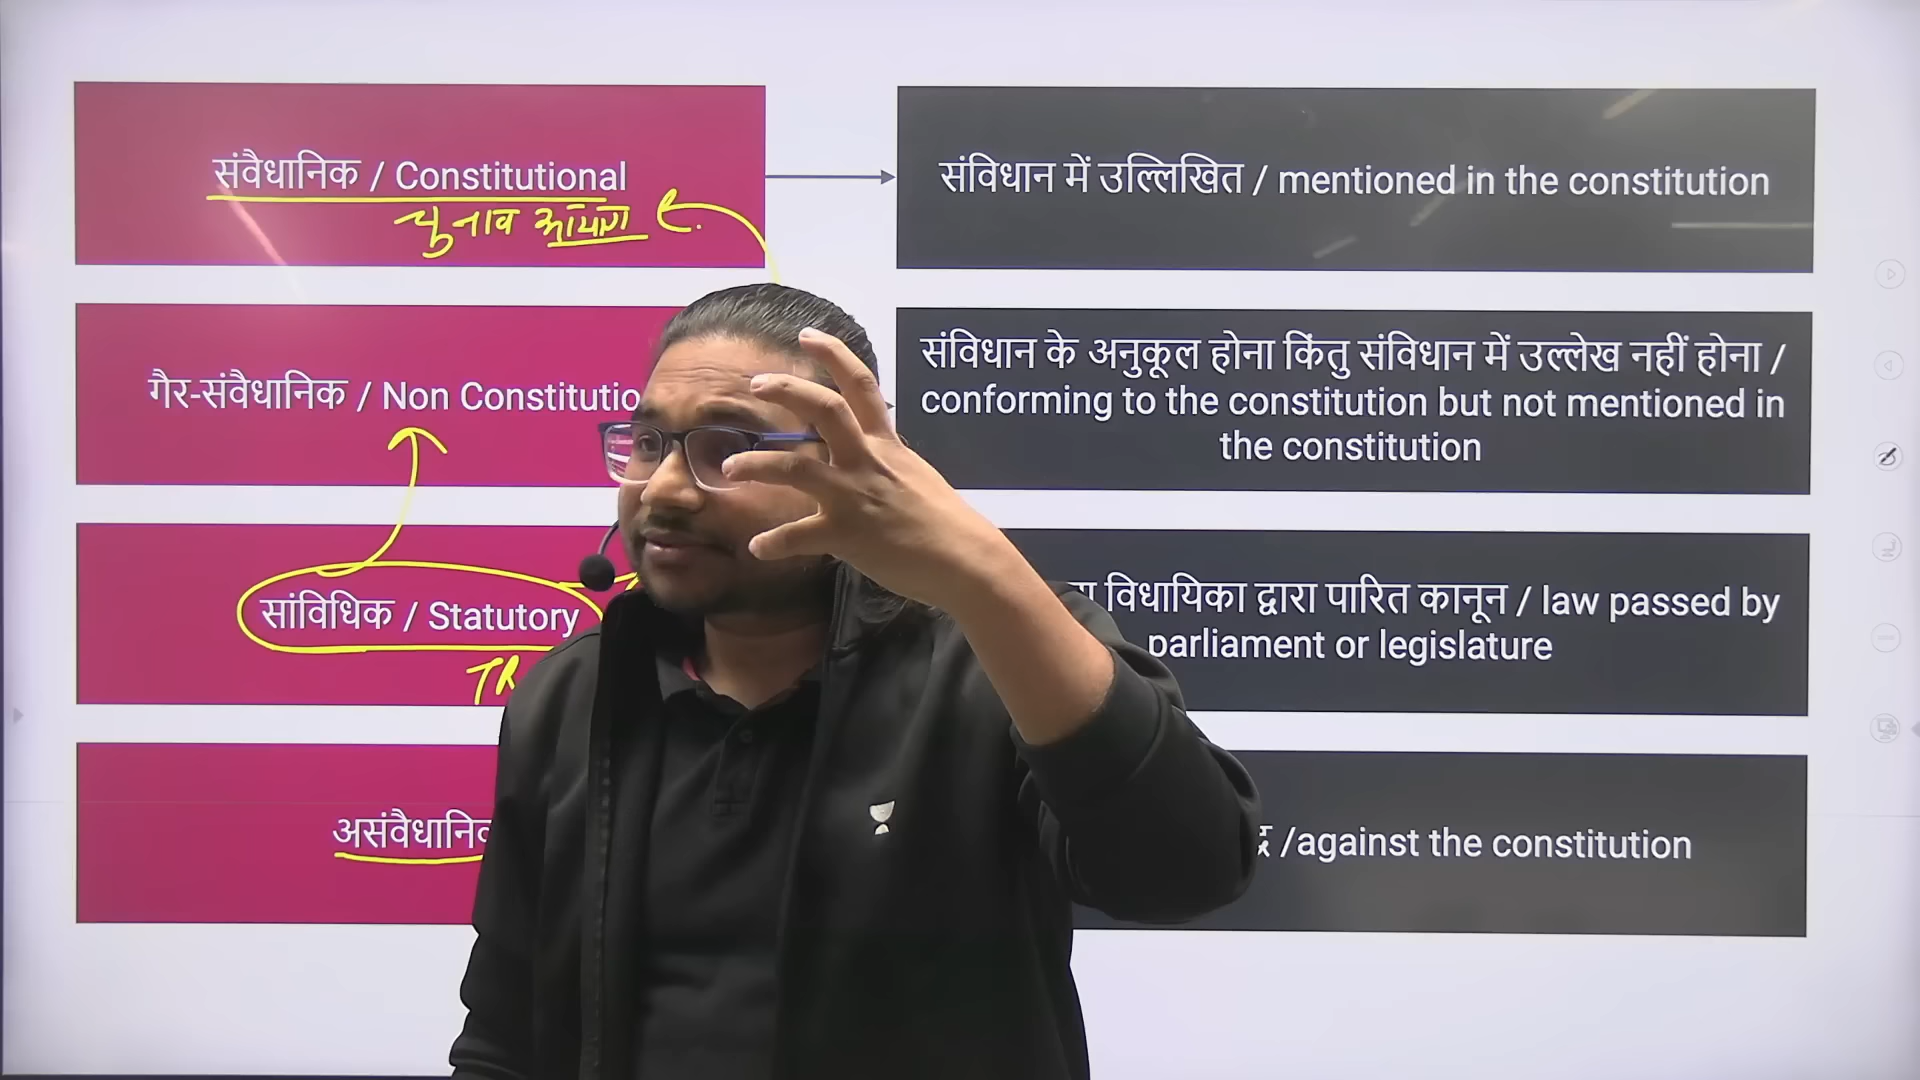 संवैधानिक / Constitutional
चुनाव आयोग
संविधान में उल्लिखित / mentioned in the constitution
गैर-संवैधानिक / Non Constitutio
संविधान के अनुकूल होना किंतु संविधान में उल्लेख नहीं होना /
conforming to the constitution but not mentioned in
the constitution
सांविधिक / Statutory
विधायिका द्वारा पारित कानून / law passed by
parliament or legislature
असंवैधानिक
/against the constitution